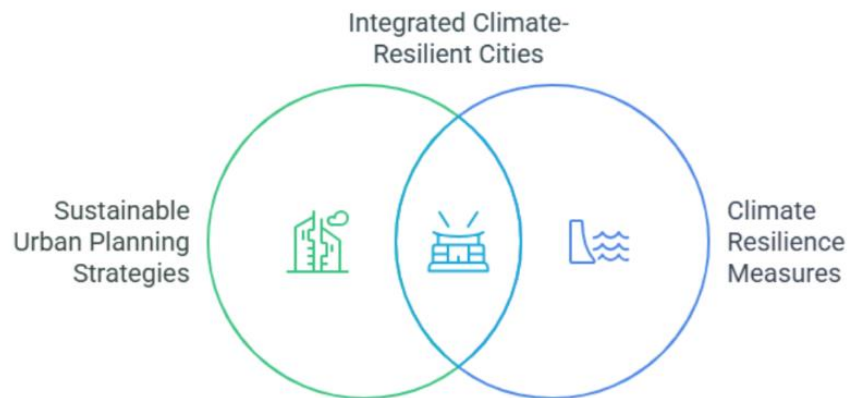 Integrated Climate-
Resilient Cities
Sustainable
Urban Planning
Strategies
Climate
Resilience
Measures